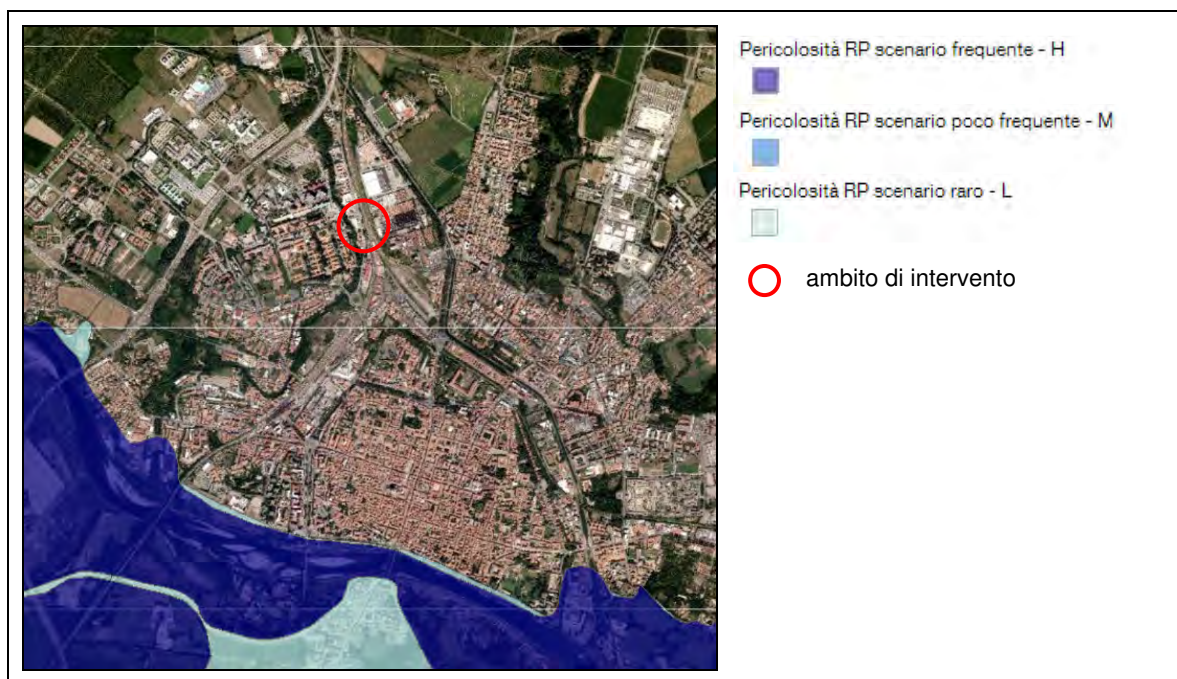 Pericolosità RP scenario frequente - H
Pericolosità RP scenario poco frequente - M
Pericolosità RP scenario raro - L
ambito di intervento